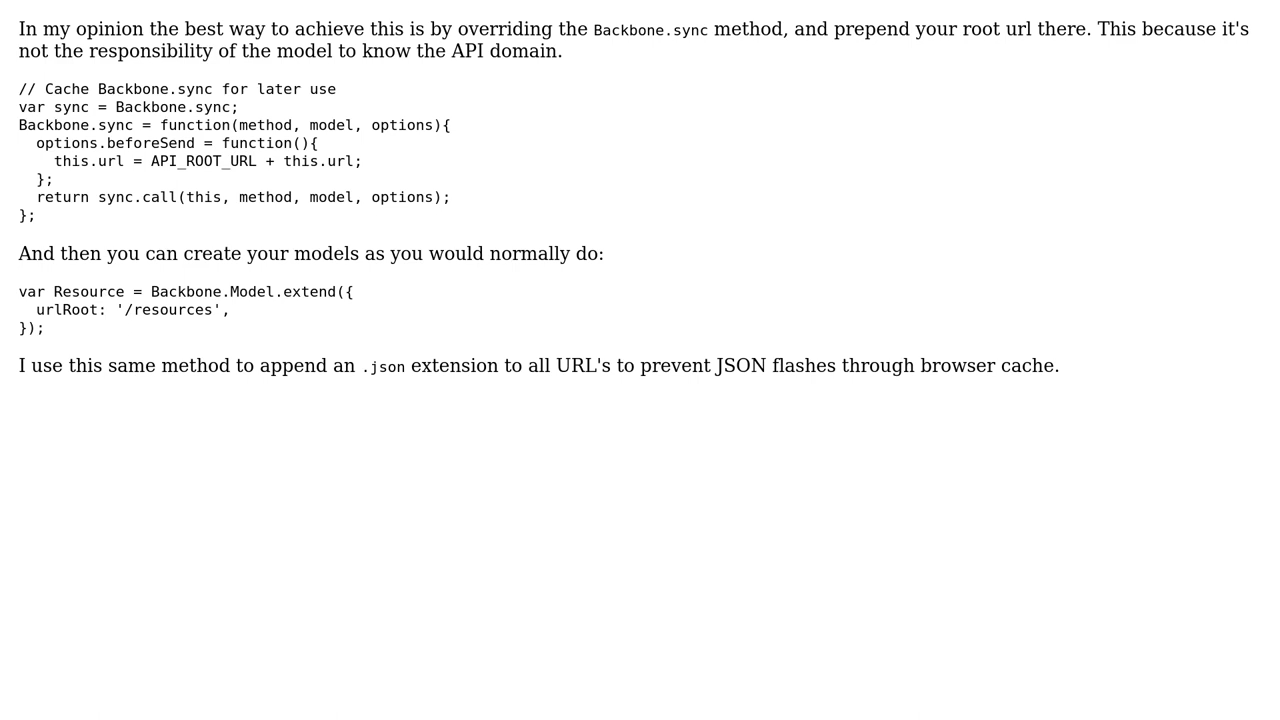 In my opinion the best way to achieve this is by overriding the Backbone.sync method, and prepend your root url there. This because it's
not the responsibility of the model to know the API domain.
// Cache Backbone.sync for later use
var sync = Backbone.sync;
Backbone.sync = function(method, model, options){
  options.beforeSend = function(){
    this.url = API_ROOT_URL + this.url;
  };
  return sync.call(this, method, model, options);
};
And then you can create your models as you would normally do:
var Resource = Backbone.Model.extend({
  urlRoot: '/resources',
});
I use this same method to append an .json extension to all URL's to prevent JSON flashes through browser cache.